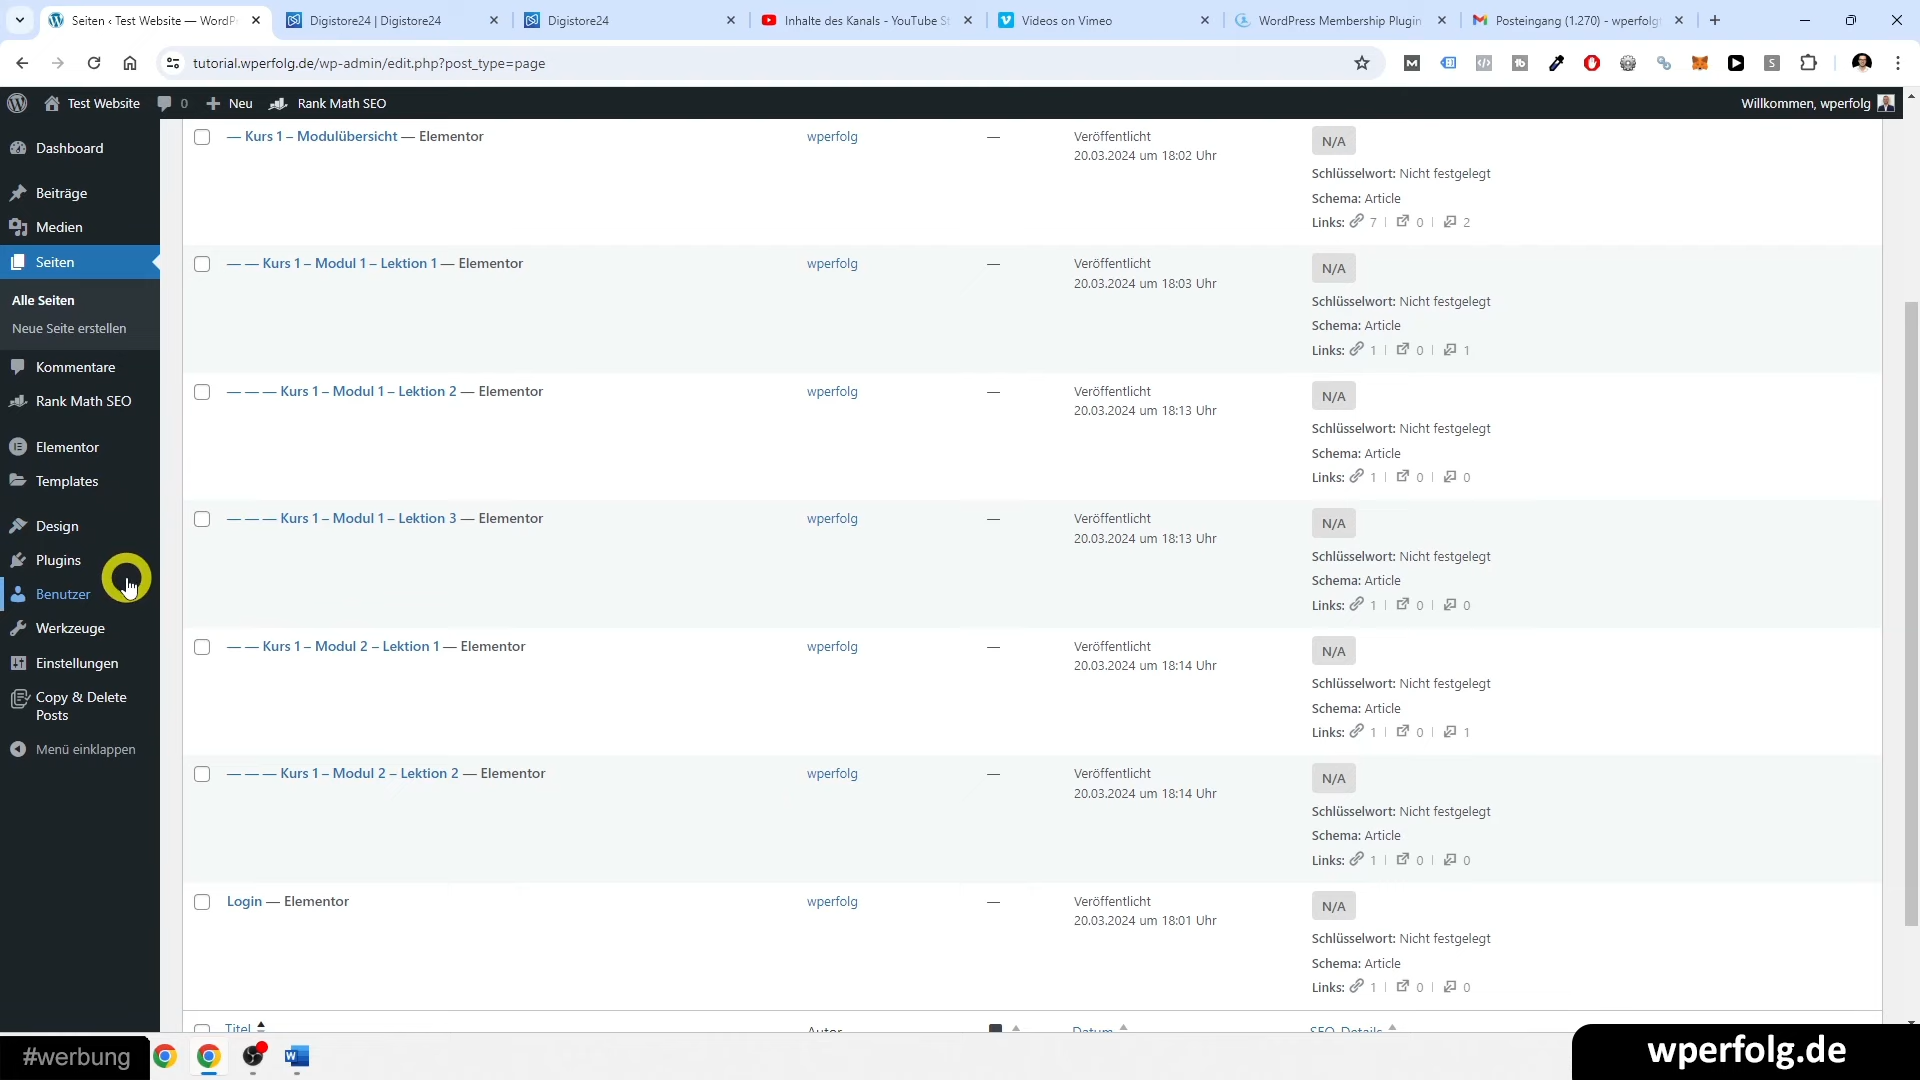 Seiten ‹ Test Website — WordP
Digistore24 | Digistore24
Digistore24
Inhalte des Kanals - YouTube St
Videos on Vimeo
WordPress Membership Plugin
Posteingang (1.270) - wperfolg
tutorial.wperfolg.de/wp-admin/edit.php?post_type=page
Test Website
0
Neu
Rank Math SEO
Willkommen, wperfolg
Dashboard
Beiträge
Medien
Seiten
Alle Seiten
Neue Seite erstellen
Kommentare
Rank Math SEO
Elementor
Templates
Design
Plugins
Benutzer
Werkzeuge
Einstellungen
Copy & Delete
Posts
Menü einklappen
— Kurs 1 – Modulübersicht — Elementor
wperfolg
—
Veröffentlicht
20.03.2024 um 18:02 Uhr
N/A
Schlüsselwort: Nicht festgelegt
Schema: Article
Links: 7 | 0 | 2
— — Kurs 1 – Modul 1 – Lektion 1 — Elementor
wperfolg
—
Veröffentlicht
20.03.2024 um 18:03 Uhr
N/A
Schlüsselwort: Nicht festgelegt
Schema: Article
Links: 1 | 0 | 1
— — — Kurs 1 – Modul 1 – Lektion 2 — Elementor
wperfolg
—
Veröffentlicht
20.03.2024 um 18:13 Uhr
N/A
Schlüsselwort: Nicht festgelegt
Schema: Article
Links: 1 | 0 | 0
— — — Kurs 1 – Modul 1 – Lektion 3 — Elementor
wperfolg
—
Veröffentlicht
20.03.2024 um 18:13 Uhr
N/A
Schlüsselwort: Nicht festgelegt
Schema: Article
Links: 1 | 0 | 0
— — Kurs 1 – Modul 2 – Lektion 1 — Elementor
wperfolg
—
Veröffentlicht
20.03.2024 um 18:14 Uhr
N/A
Schlüsselwort: Nicht festgelegt
Schema: Article
Links: 1 | 0 | 1
— — — Kurs 1 – Modul 2 – Lektion 2 — Elementor
wperfolg
—
Veröffentlicht
20.03.2024 um 18:14 Uhr
N/A
Schlüsselwort: Nicht festgelegt
Schema: Article
Links: 1 | 0 | 0
Login — Elementor
wperfolg
—
Veröffentlicht
20.03.2024 um 18:01 Uhr
N/A
Schlüsselwort: Nicht festgelegt
Schema: Article
Links: 1 | 0 | 0
Titel
Autor
Datum
SEO-Details
#werbung
wperfolg.de